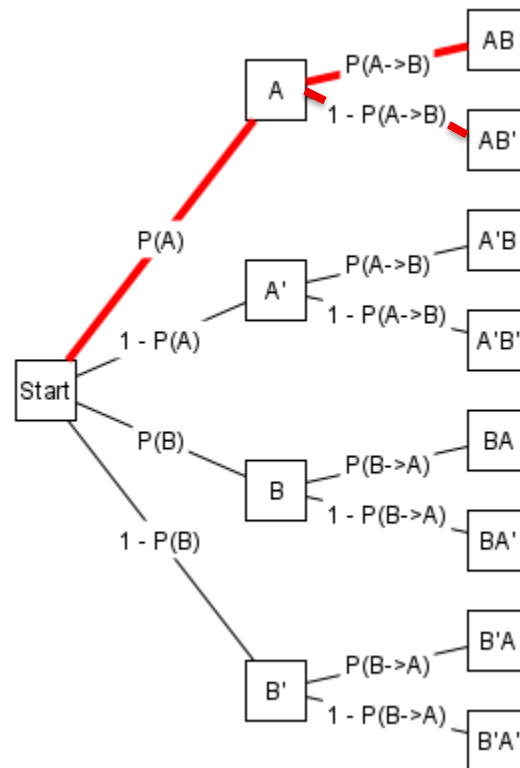 AB
P(A->B)
A
1 - P(A->B)
AB'
P(A)
A'B
P(A->B)
A'
1 - P(A->B)
1 - P(A)
A'B'
Start
P(B)
BA
P(B->A)
B
1 - P(B->A)
BA'
1 - P(B)
B'A
P(B->A)
B'
1 - P(B->A)
B'A'